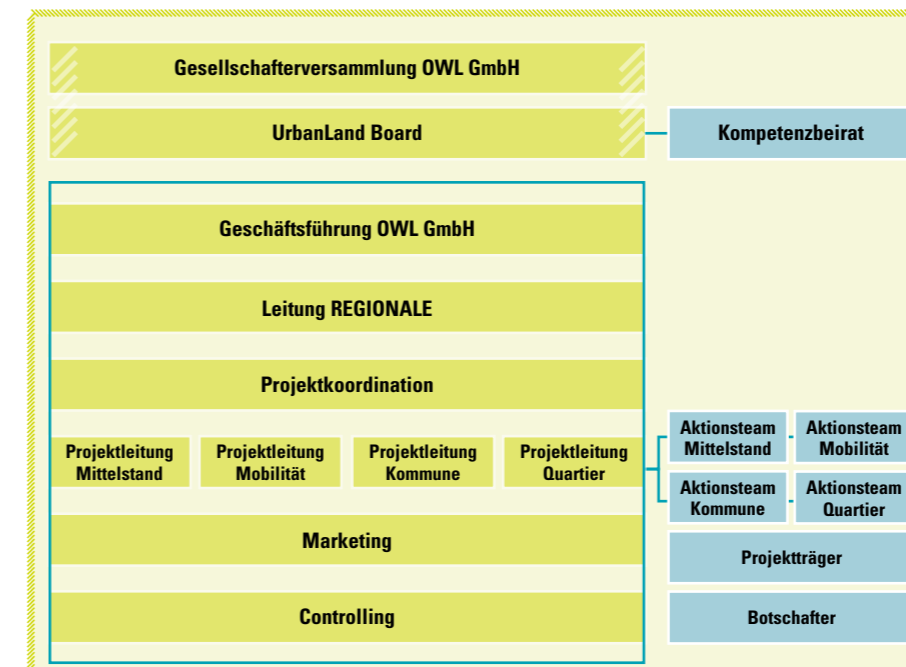 Gesellschafterversammlung OWL GmbH
UrbanLand Board
Kompetenzbeirat
Geschäftsführung OWL GmbH
Leitung REGIONALE
Projektkoordination
Projektleitung
Mittelstand
Projektleitung
Mobilität
Projektleitung
Kommune
Projektleitung
Quartier
Aktionsteam
Mittelstand
Aktionsteam
Mobilität
Aktionsteam
Kommune
Aktionsteam
Quartier
Marketing
Projektträger
Controlling
Botschafter